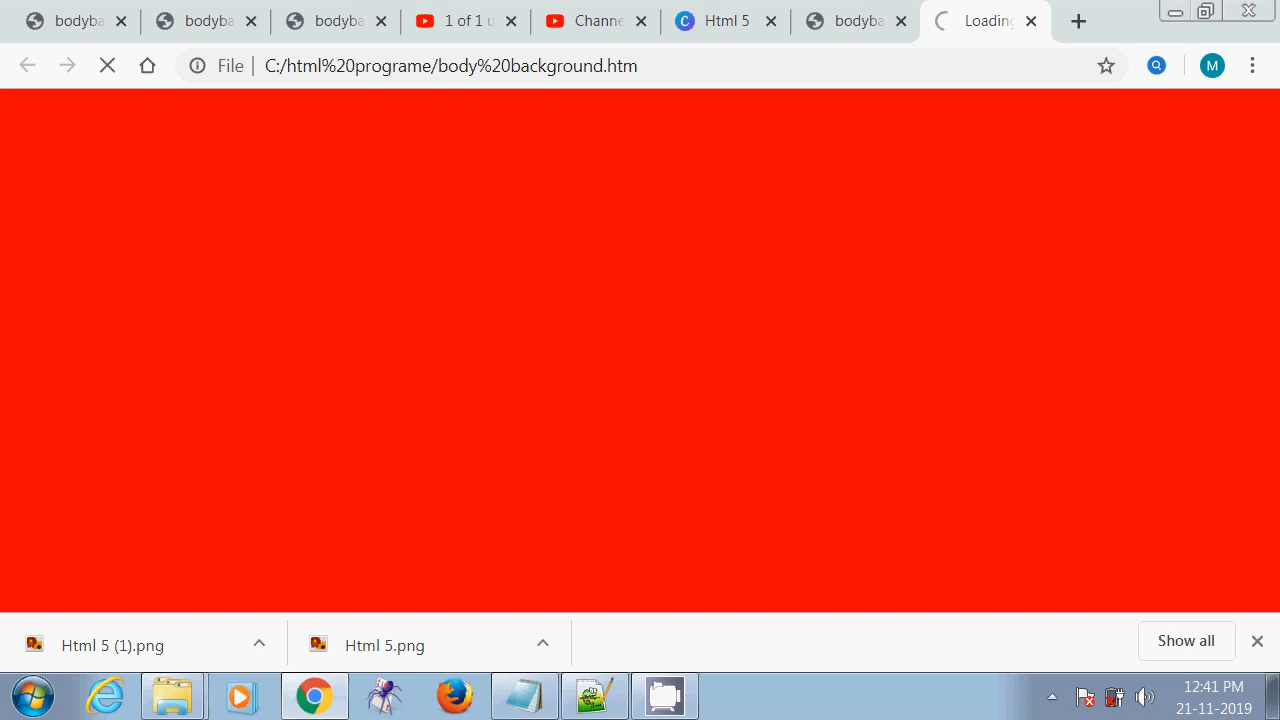 bodyba
bodyba
bodyba
1 of 1 u
Channe
Html 5
bodyba
Loading
File
C:/html%20programe/body%20background.htm
M
Html 5 (1).png
Html 5.png
Show all
12:41 PM
21-11-2019